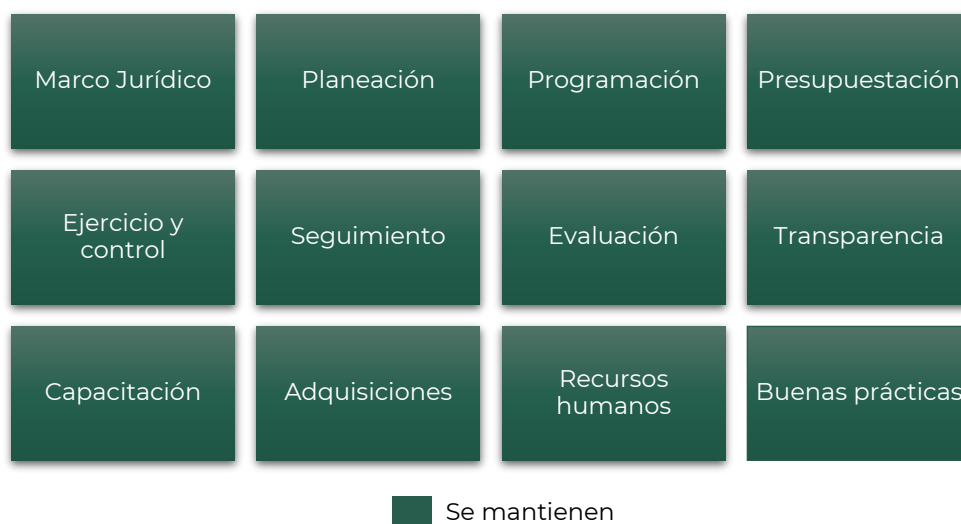 Marco Jurídico
Planeación
Programación
Presupuestación
Ejercicio y
control
Seguimiento
Evaluación
Transparencia
Capacitación
Adquisiciones
Recursos
humanos
Buenas prácticas
Se mantienen